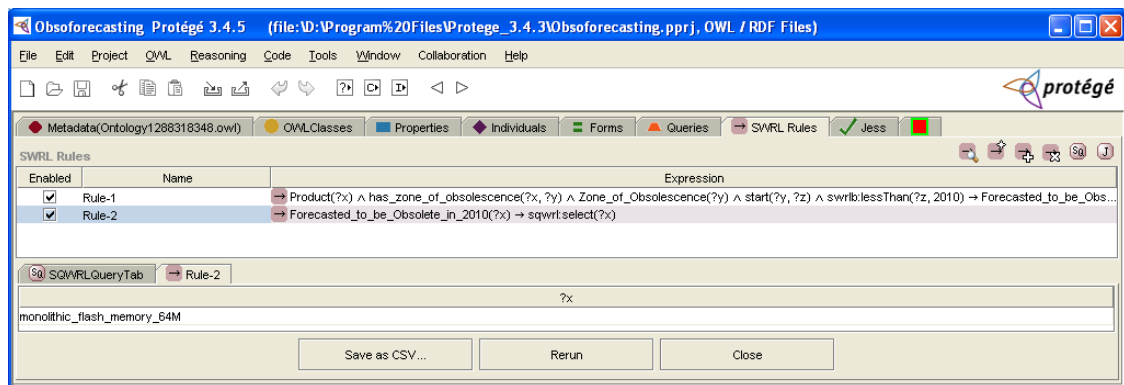 Obsoforecasting Protégé 3.4.5 (file:\D:\Program%20Files\Protege_3.4.3\Obsoforecasting.pprj, OWL / RDF Files)
File Edit Project OWL Reasoning Code Tools Window Collaboration Help
protégé
Metadata(Ontology1288318348.owl) OWLClasses Properties Individuals Forms Queries SWRL Rules Jess
SWRL Rules
Enabled Name Expression
Rule-1 → Product(?x) ∧ has_zone_of_obsolescence(?x, ?y) ∧ Zone_of_Obsolescence(?y) ∧ start(?y, ?z) ∧ swrlb:lessThan(?z, 2010) → Forecasted_to_be_Obs...
Rule-2 → Forecasted_to_be_Obsolete_in_2010(?x) → sqwrl:select(?x)
SQWRLQueryTab → Rule-2
?x
monolithic_flash_memory_64M
Save as CSV... Rerun Close